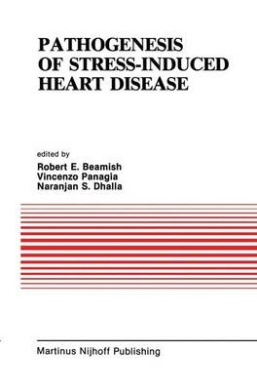 PATHOGENESIS
OF STRESS-INDUCED
HEART DISEASE
edited by
Robert E. Beamish
Vincenzo Panagia
Naranjan S. Dhalla
Martinus Nijhoff Publishing